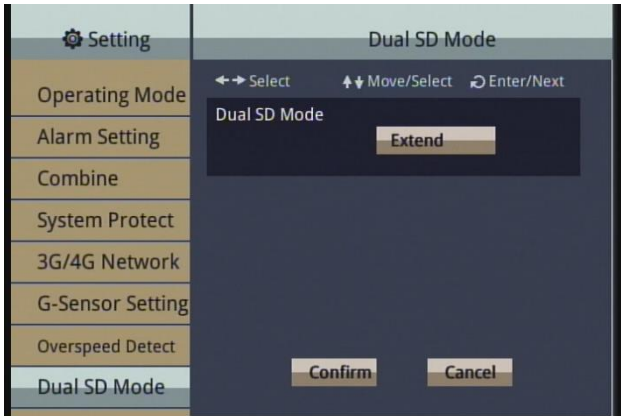 Setting
Dual SD Mode
Select Move/Select Enter/Next
Operating Mode
Alarm Setting
Combine
System Protect
3G/4G Network
G-Sensor Setting
Overspeed Detect
Dual SD Mode
Dual SD Mode
Extend
Confirm Cancel